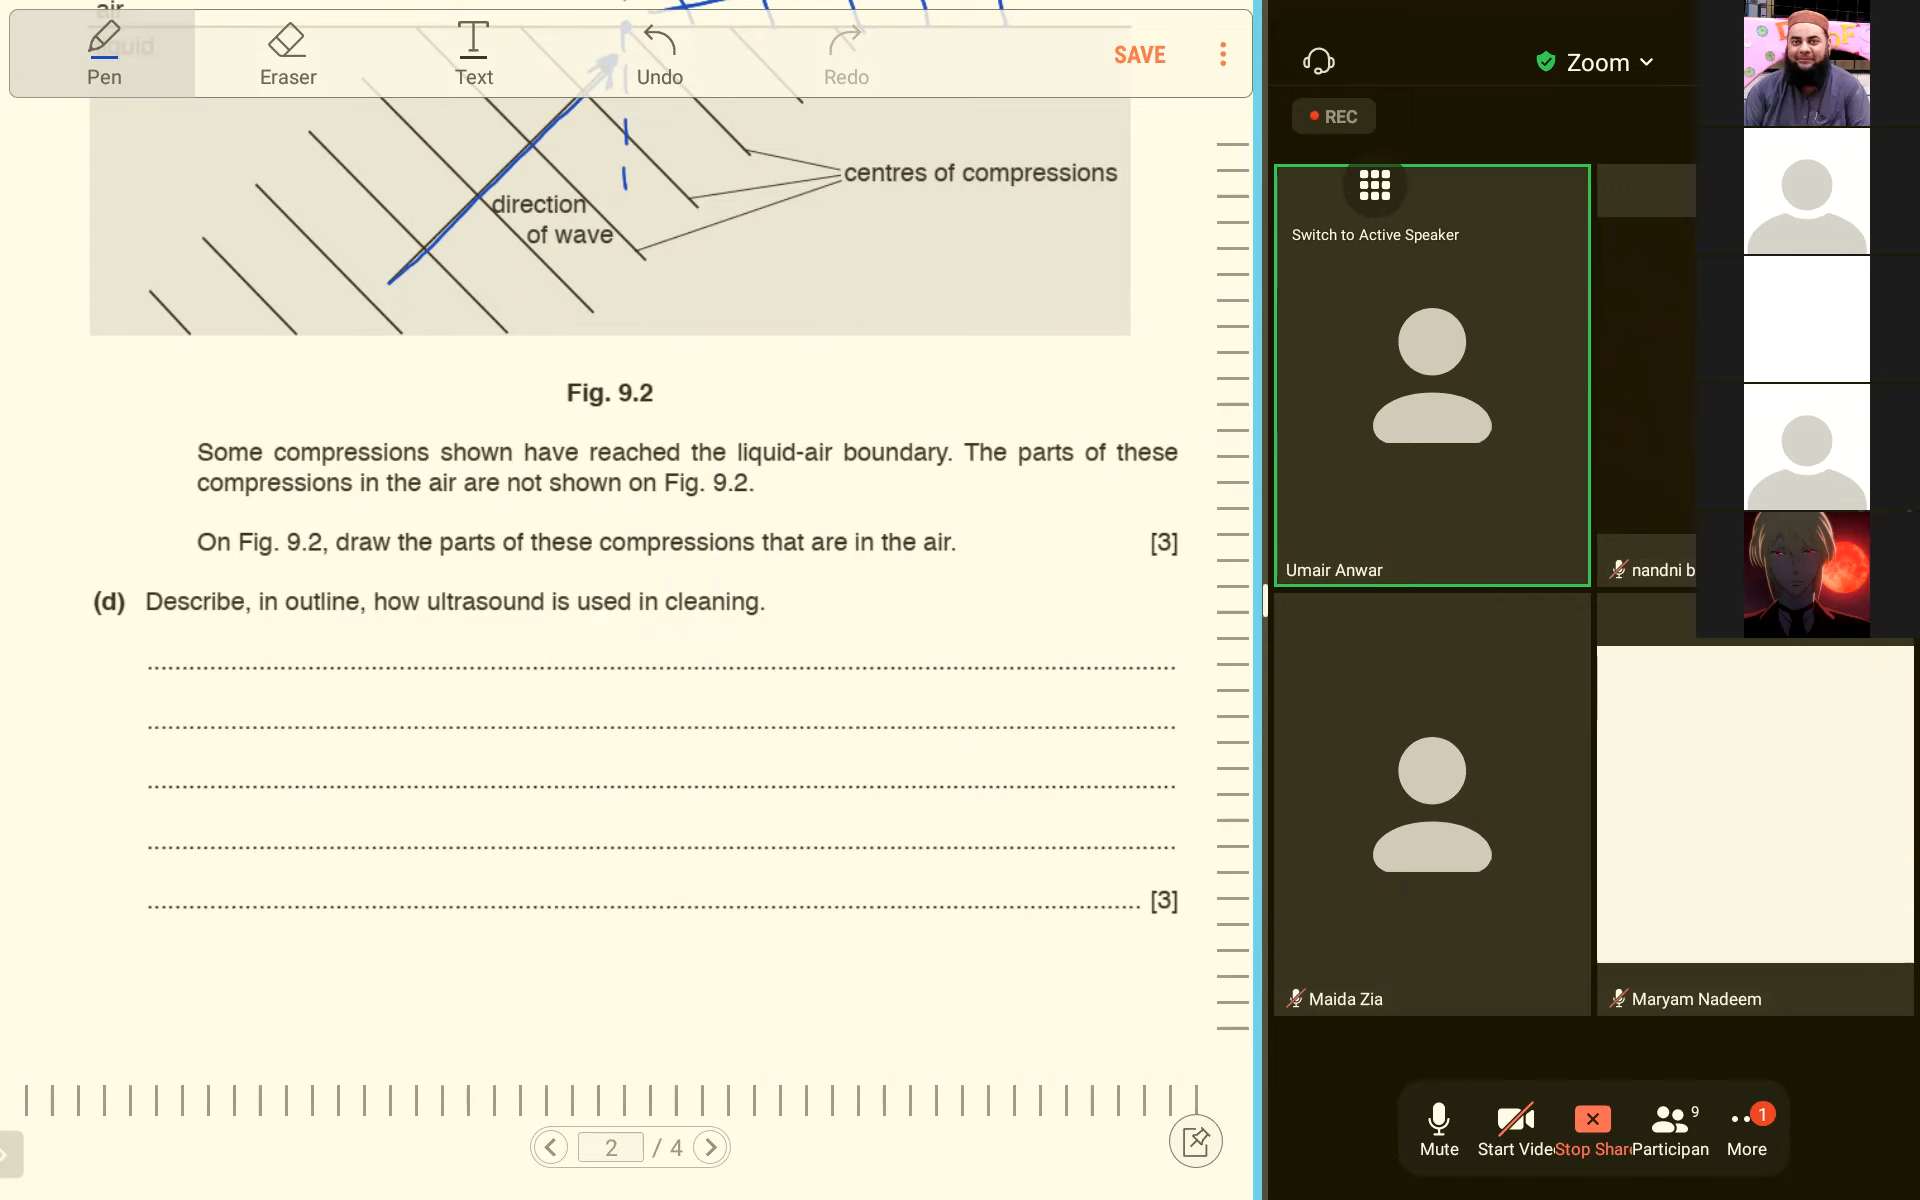 air
liquid
Pen
Eraser
Text
Undo
Redo
SAVE
centres of compressions
direction
of wave
Fig. 9.2
Some compressions shown have reached the liquid-air boundary. The parts of these
compressions in the air are not shown on Fig. 9.2.
On Fig. 9.2, draw the parts of these compressions that are in the air. [3]
(d) Describe, in outline, how ultrasound is used in cleaning.
[3]
2 / 4
Zoom
REC
Switch to Active Speaker
Umair Anwar
nandni b
Maida Zia
Maryam Nadeem
9
1
Mute
Start Vide
Stop Shar
Participan
More